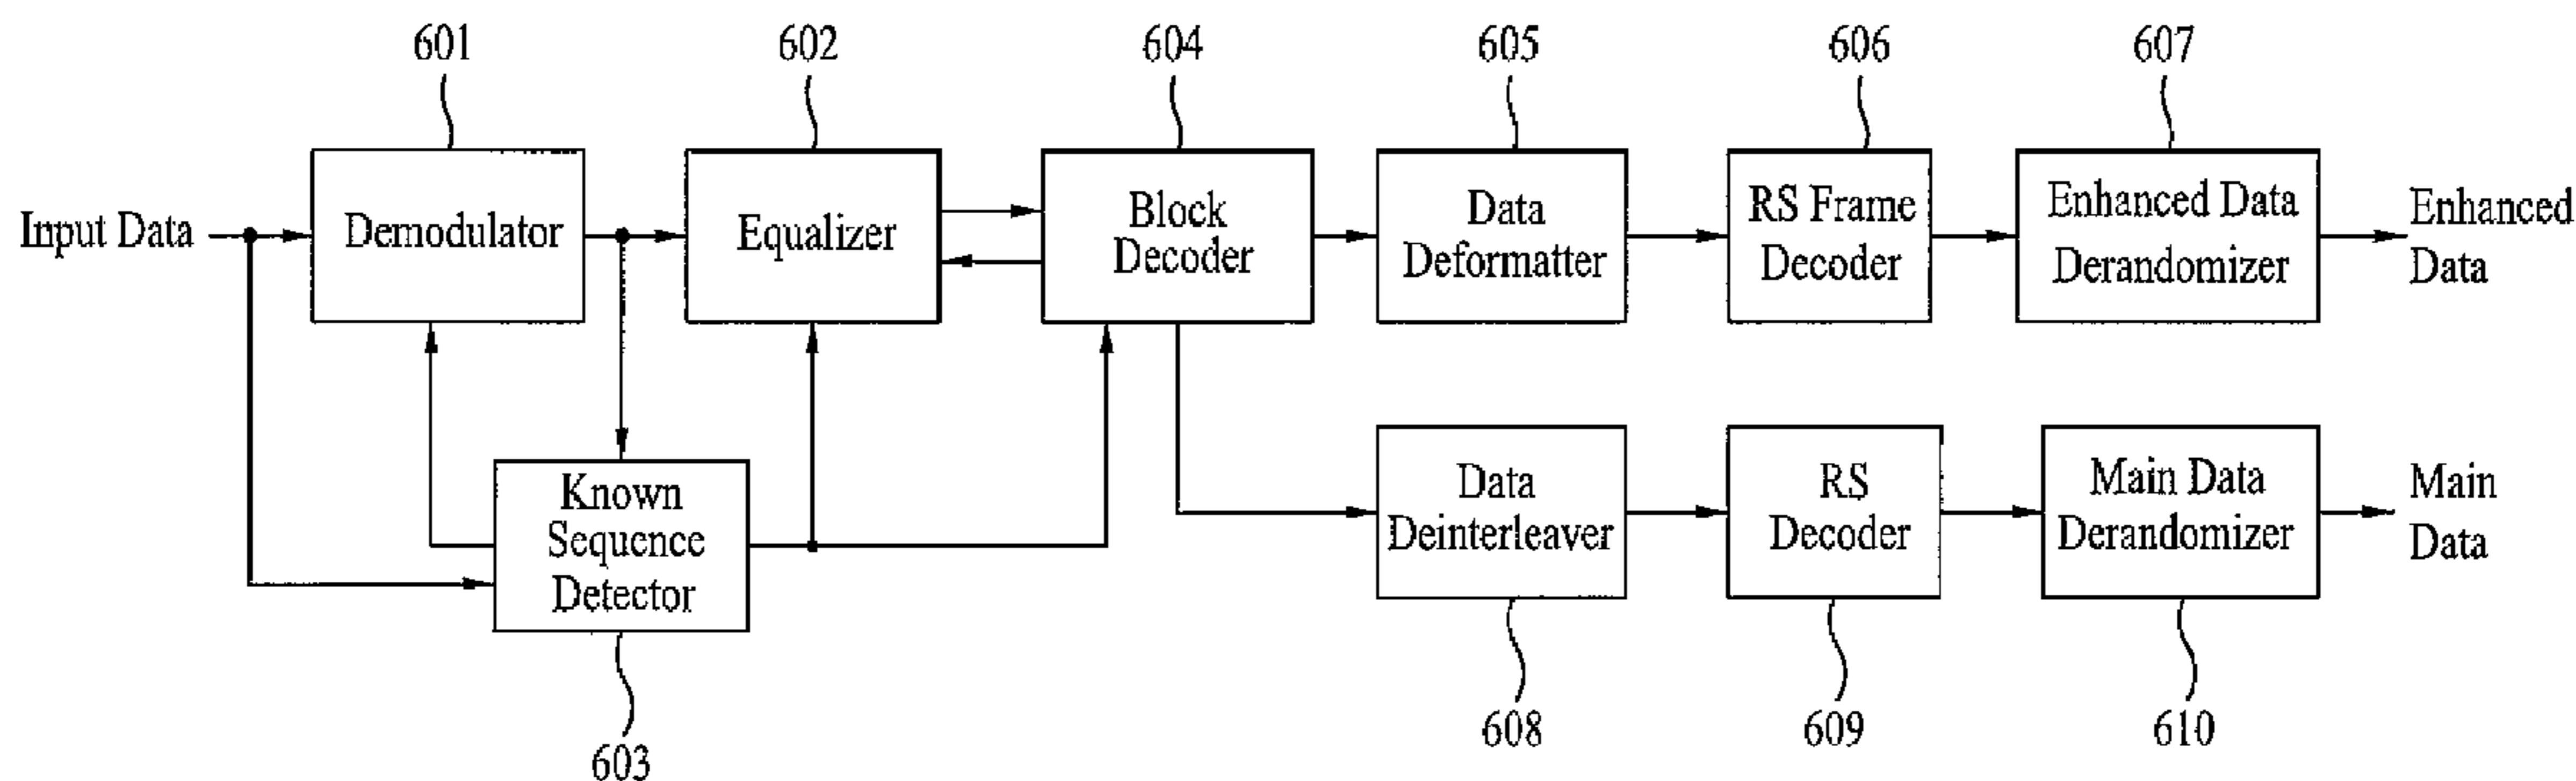 601
602
604
605
606
607
Input Data
Demodulator
Equalizer
Block
Decoder
Data
Deformatter
RS Frame
Decoder
Enhanced Data
Derandomizer
Enhanced
Data
Known
Sequence
Detector
Data
Deinterleaver
RS
Decoder
Main Data
Derandomizer
Main
Data
603
608
609
610